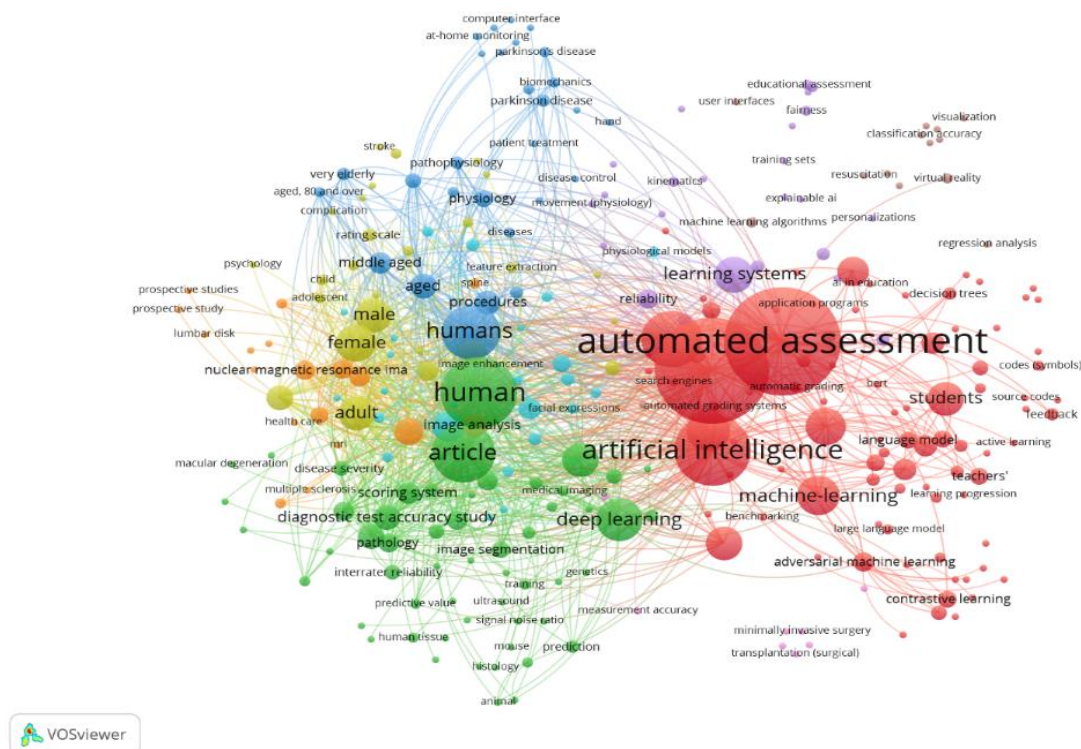 computer interface
at-home monitoring
parkinson's disease
educational assessment
biomechanics
user interfaces
parkinson disease
fairness
visualization
hand
classification accuracy
stroke
patient treatment
pathophysiology
training sets
very elderly
disease control
kinematics
resuscitation
virtual reality
aged, 80 and over
physiology
movement (physiology)
explainable ai
complication
machine learning algorithms
personalizations
rating scale
diseases
physiological models
regression analysis
psychology
middle aged
feature extraction
learning systems
child
aged
spine
ai in education
prospective studies
adolescent
procedures
reliability
application programs
decision trees
prospective study
male
lumbar disk
humans
female
automated assessment
nuclear magnetic resonance ima
image enhancement
codes (symbols)
search engines
automatic grading
bert
human
students
source codes
health care
adult
facial expressions
automated grading systems
feedback
image analysis
mri
article
artificial intelligence
language model
active learning
macular degeneration
disease severity
teachers'
multiple sclerosis
scoring system
medical imaging
machine-learning
learning progression
diagnostic test accuracy study
deep learning
benchmarking
large language model
pathology
image segmentation
adversarial machine learning
interrater reliability
genetics
training
contrastive learning
predictive value
ultrasound
measurement accuracy
signal noise ratio
minimally invasive surgery
human tissue
mouse
prediction
transplantation (surgical)
histology
animal
VOSviewer